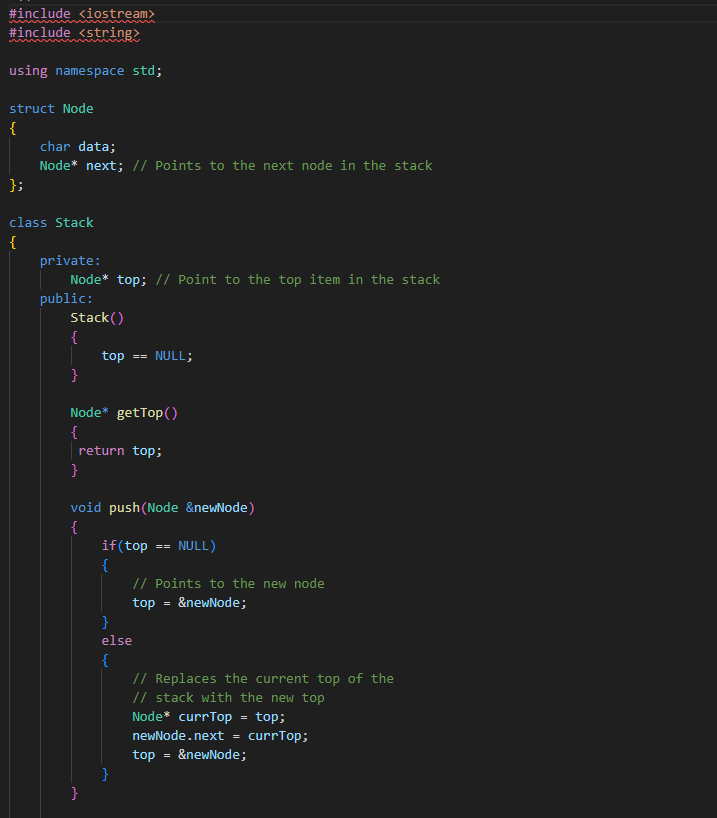 #include <iostream>
#include <string>
using namespace std;
struct Node
{
char data;
Node* next; // Points to the next node in the stack
};
class Stack
{
private:
Node* top; // Point to the top item in the stack
public:
Stack()
{
top == NULL;
}
Node* getTop()
{
return top;
}
void push(Node &newNode)
{
if(top == NULL)
{
// Points to the new node
top = &newNode;
}
else
{
// Replaces the current top of the
// stack with the new top
Node* currTop = top;
newNode.next = currTop;
top = &newNode;
}
}